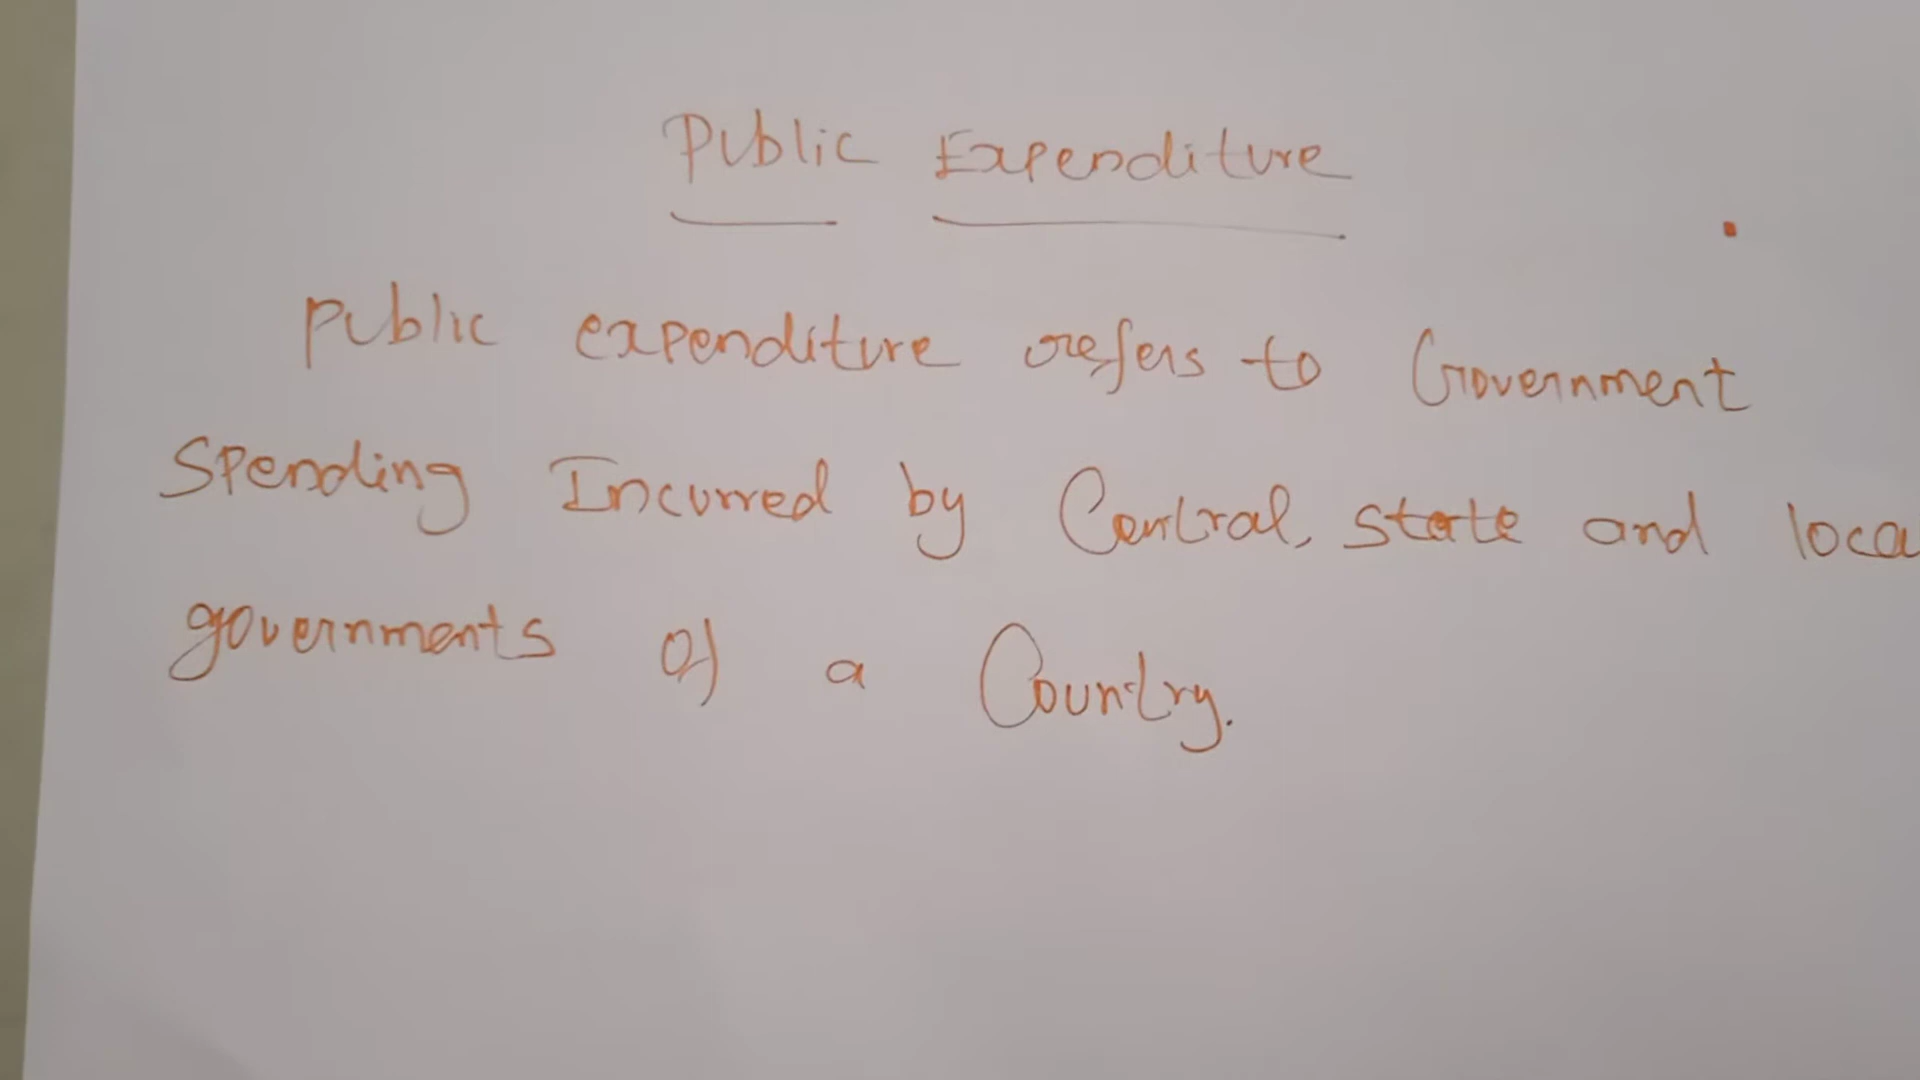 Public Expenditure
Public expenditure refers to Government
Spending Incurred by Central, state and loca
governments of a Country.